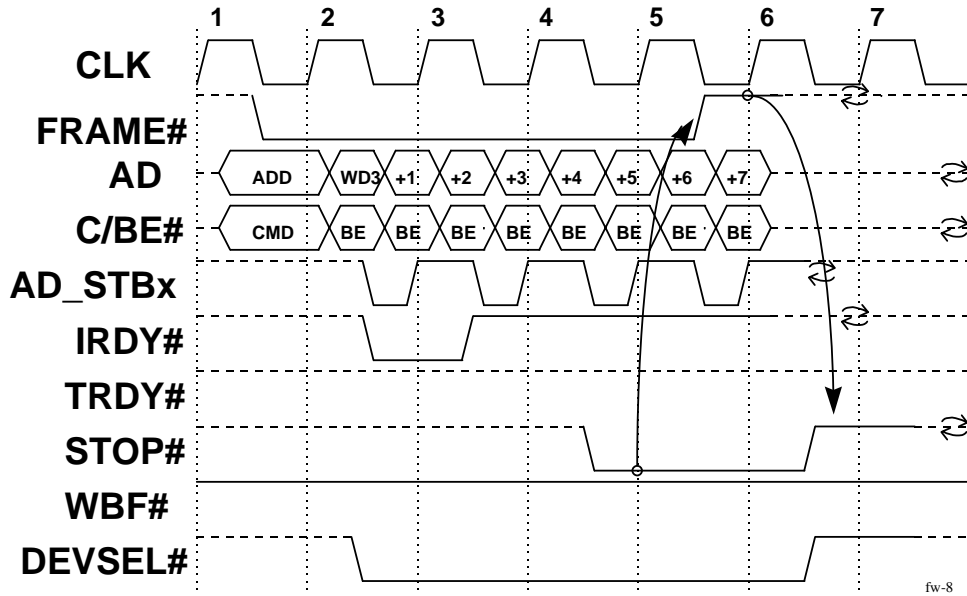 1 2 3 4 5 6 7
CLK
FRAME#
AD ADD WD3 +1 +2 +3 +4 +5 +6 +7
C/BE# CMD BE BE BE BE BE BE BE BE
AD_STBx
IRDY#
TRDY#
STOP#
WBF#
DEVSEL#
fw-8